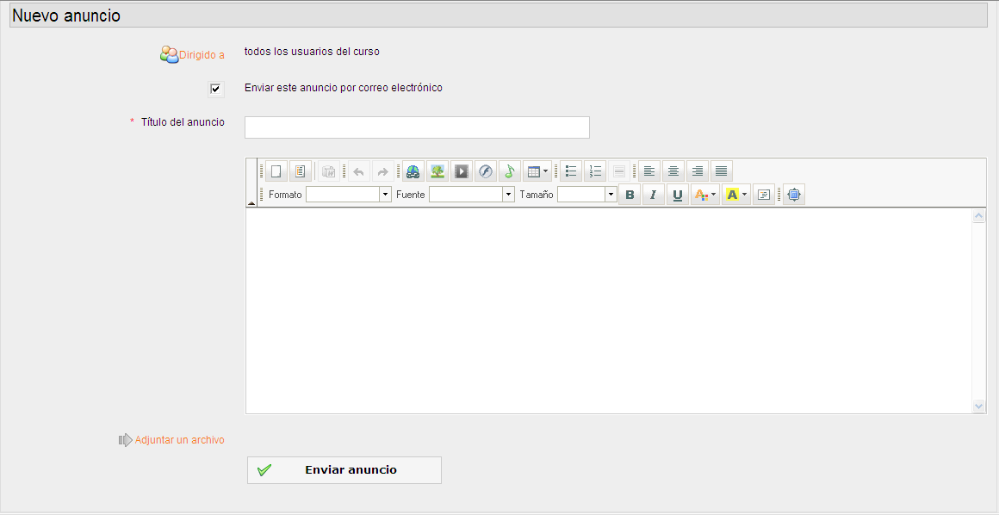 Nuevo anuncio
Dirigido a todos los usuarios del curso
Enviar este anuncio por correo electrónico
* Título del anuncio
Formato Fuente Tamaño B I U A A
Adjuntar un archivo
Enviar anuncio